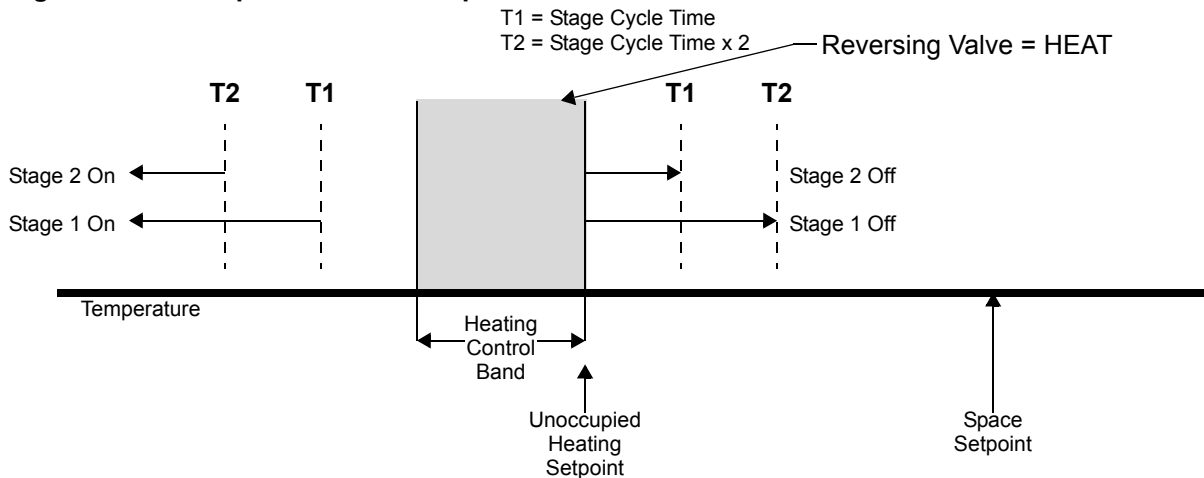 T1 = Stage Cycle Time
T2 = Stage Cycle Time x 2
Reversing Valve = HEAT
T2 T1 T1 T2
Stage 2 On
Stage 2 Off
Stage 1 On
Stage 1 Off
Temperature
Heating
Control
Band
Unoccupied
Heating
Setpoint
Space
Setpoint